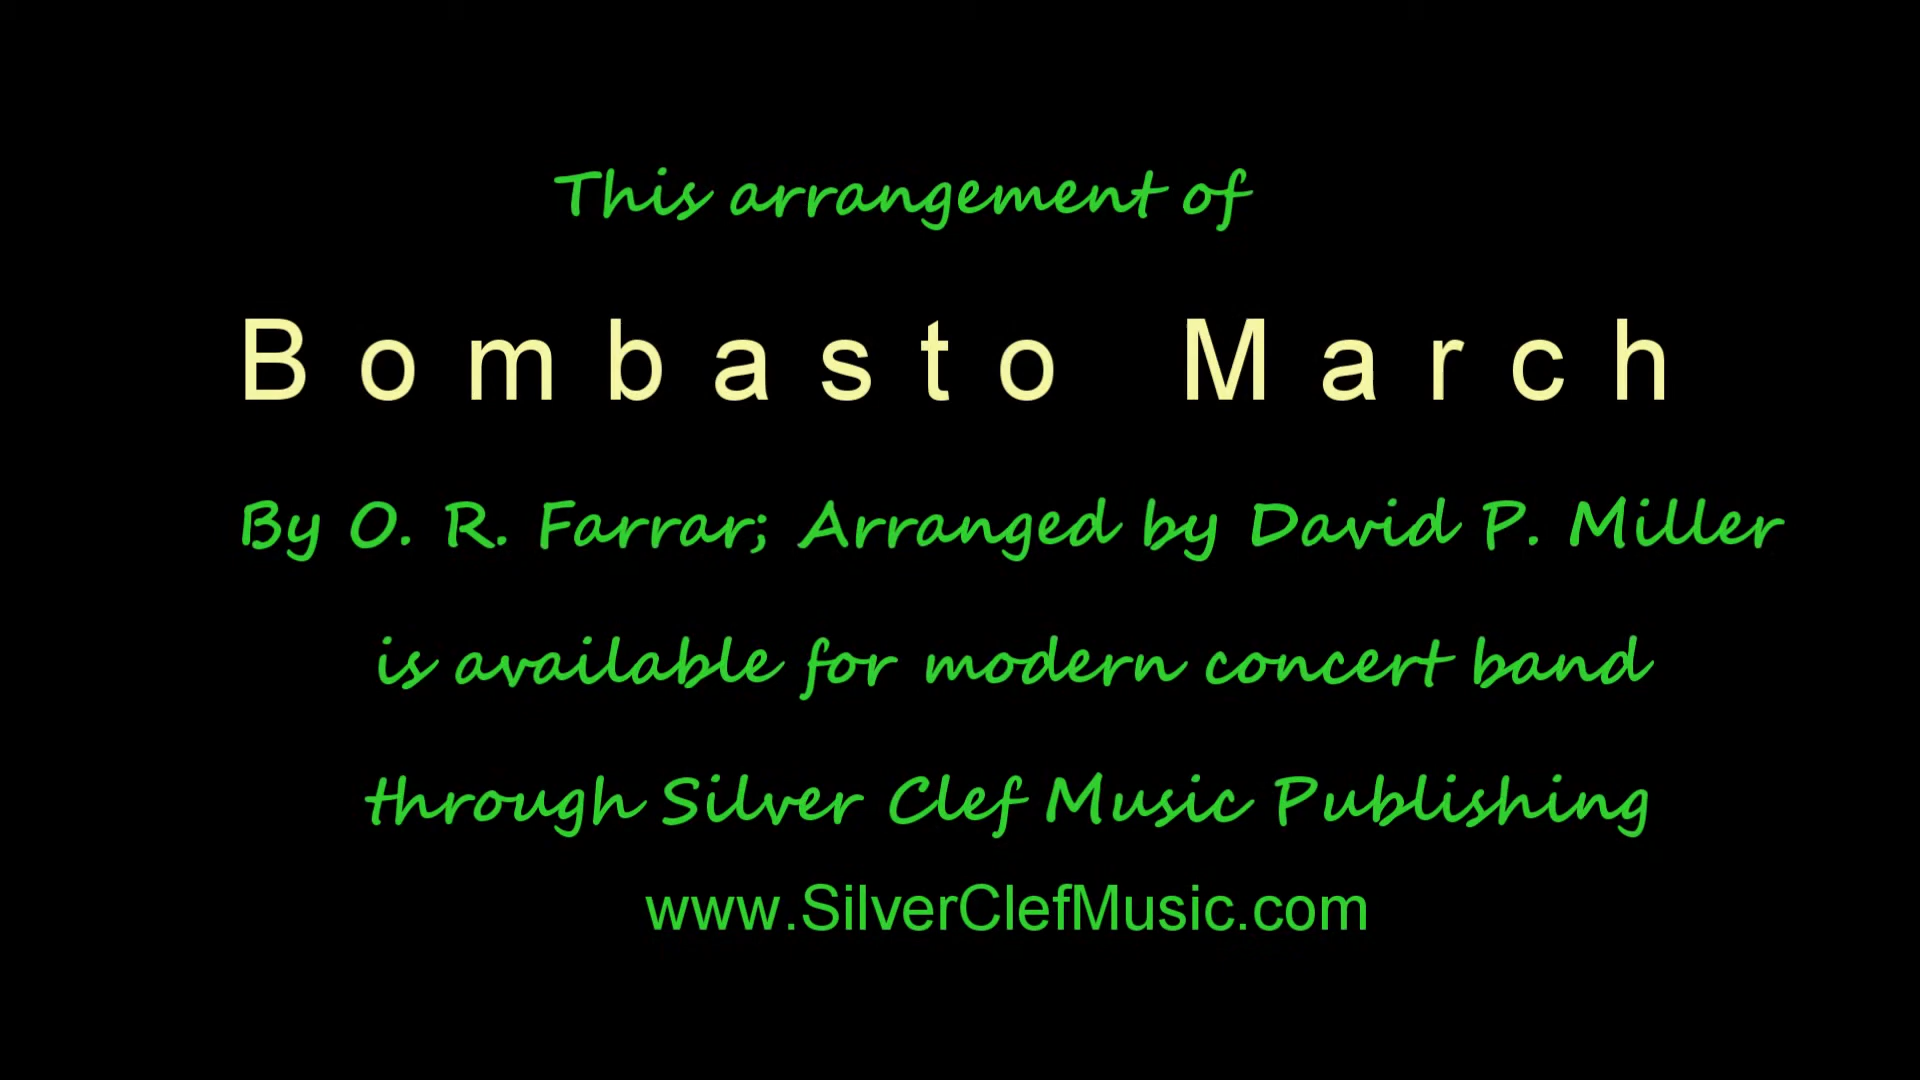 This arrangement of
Bombasto March
By O. R. Farrar; Arranged by David P. Miller
is available for modern concert band
through Silver Clef Music Publishing
www.SilverClefMusic.com